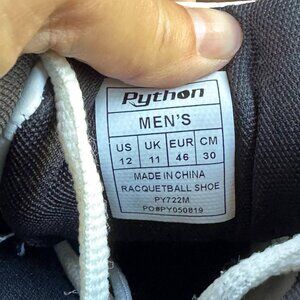 Python
MEN'S
US UK EUR CM
12 11 46 30
MADE IN CHINA
RACQUETBALL SHOE
PY722M
PO#PY050819